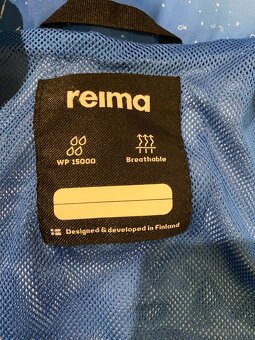 reima
WP 15000
Breathable
Designed & developed in Finland